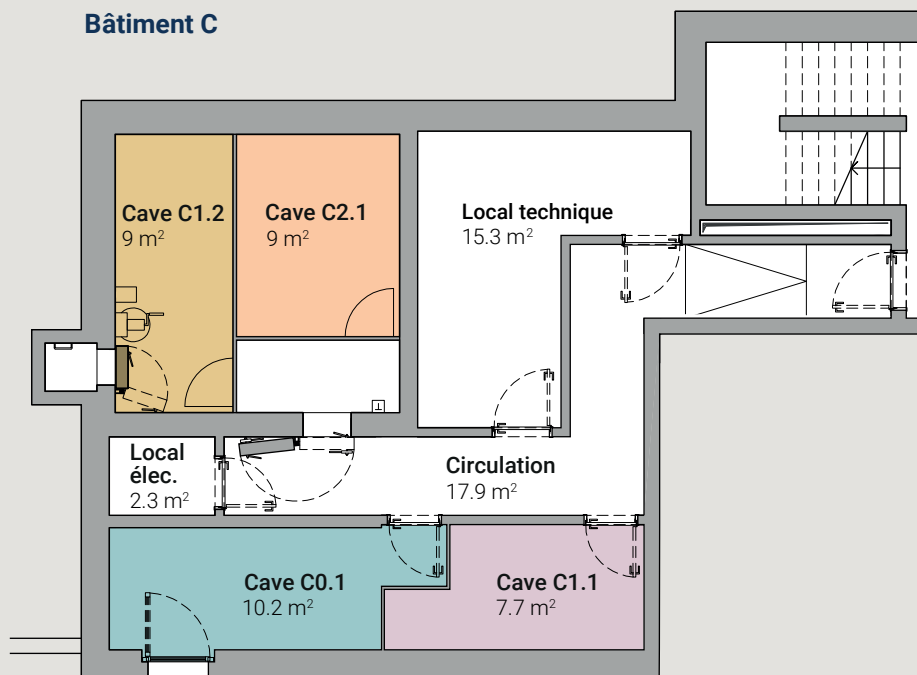 Bâtiment C
Cave C1.2
9 m²
Cave C2.1
9 m²
Local technique
15.3 m²
Local
élec.
2.3 m²
Circulation
17.9 m²
Cave C0.1
10.2 m²
Cave C1.1
7.7 m²